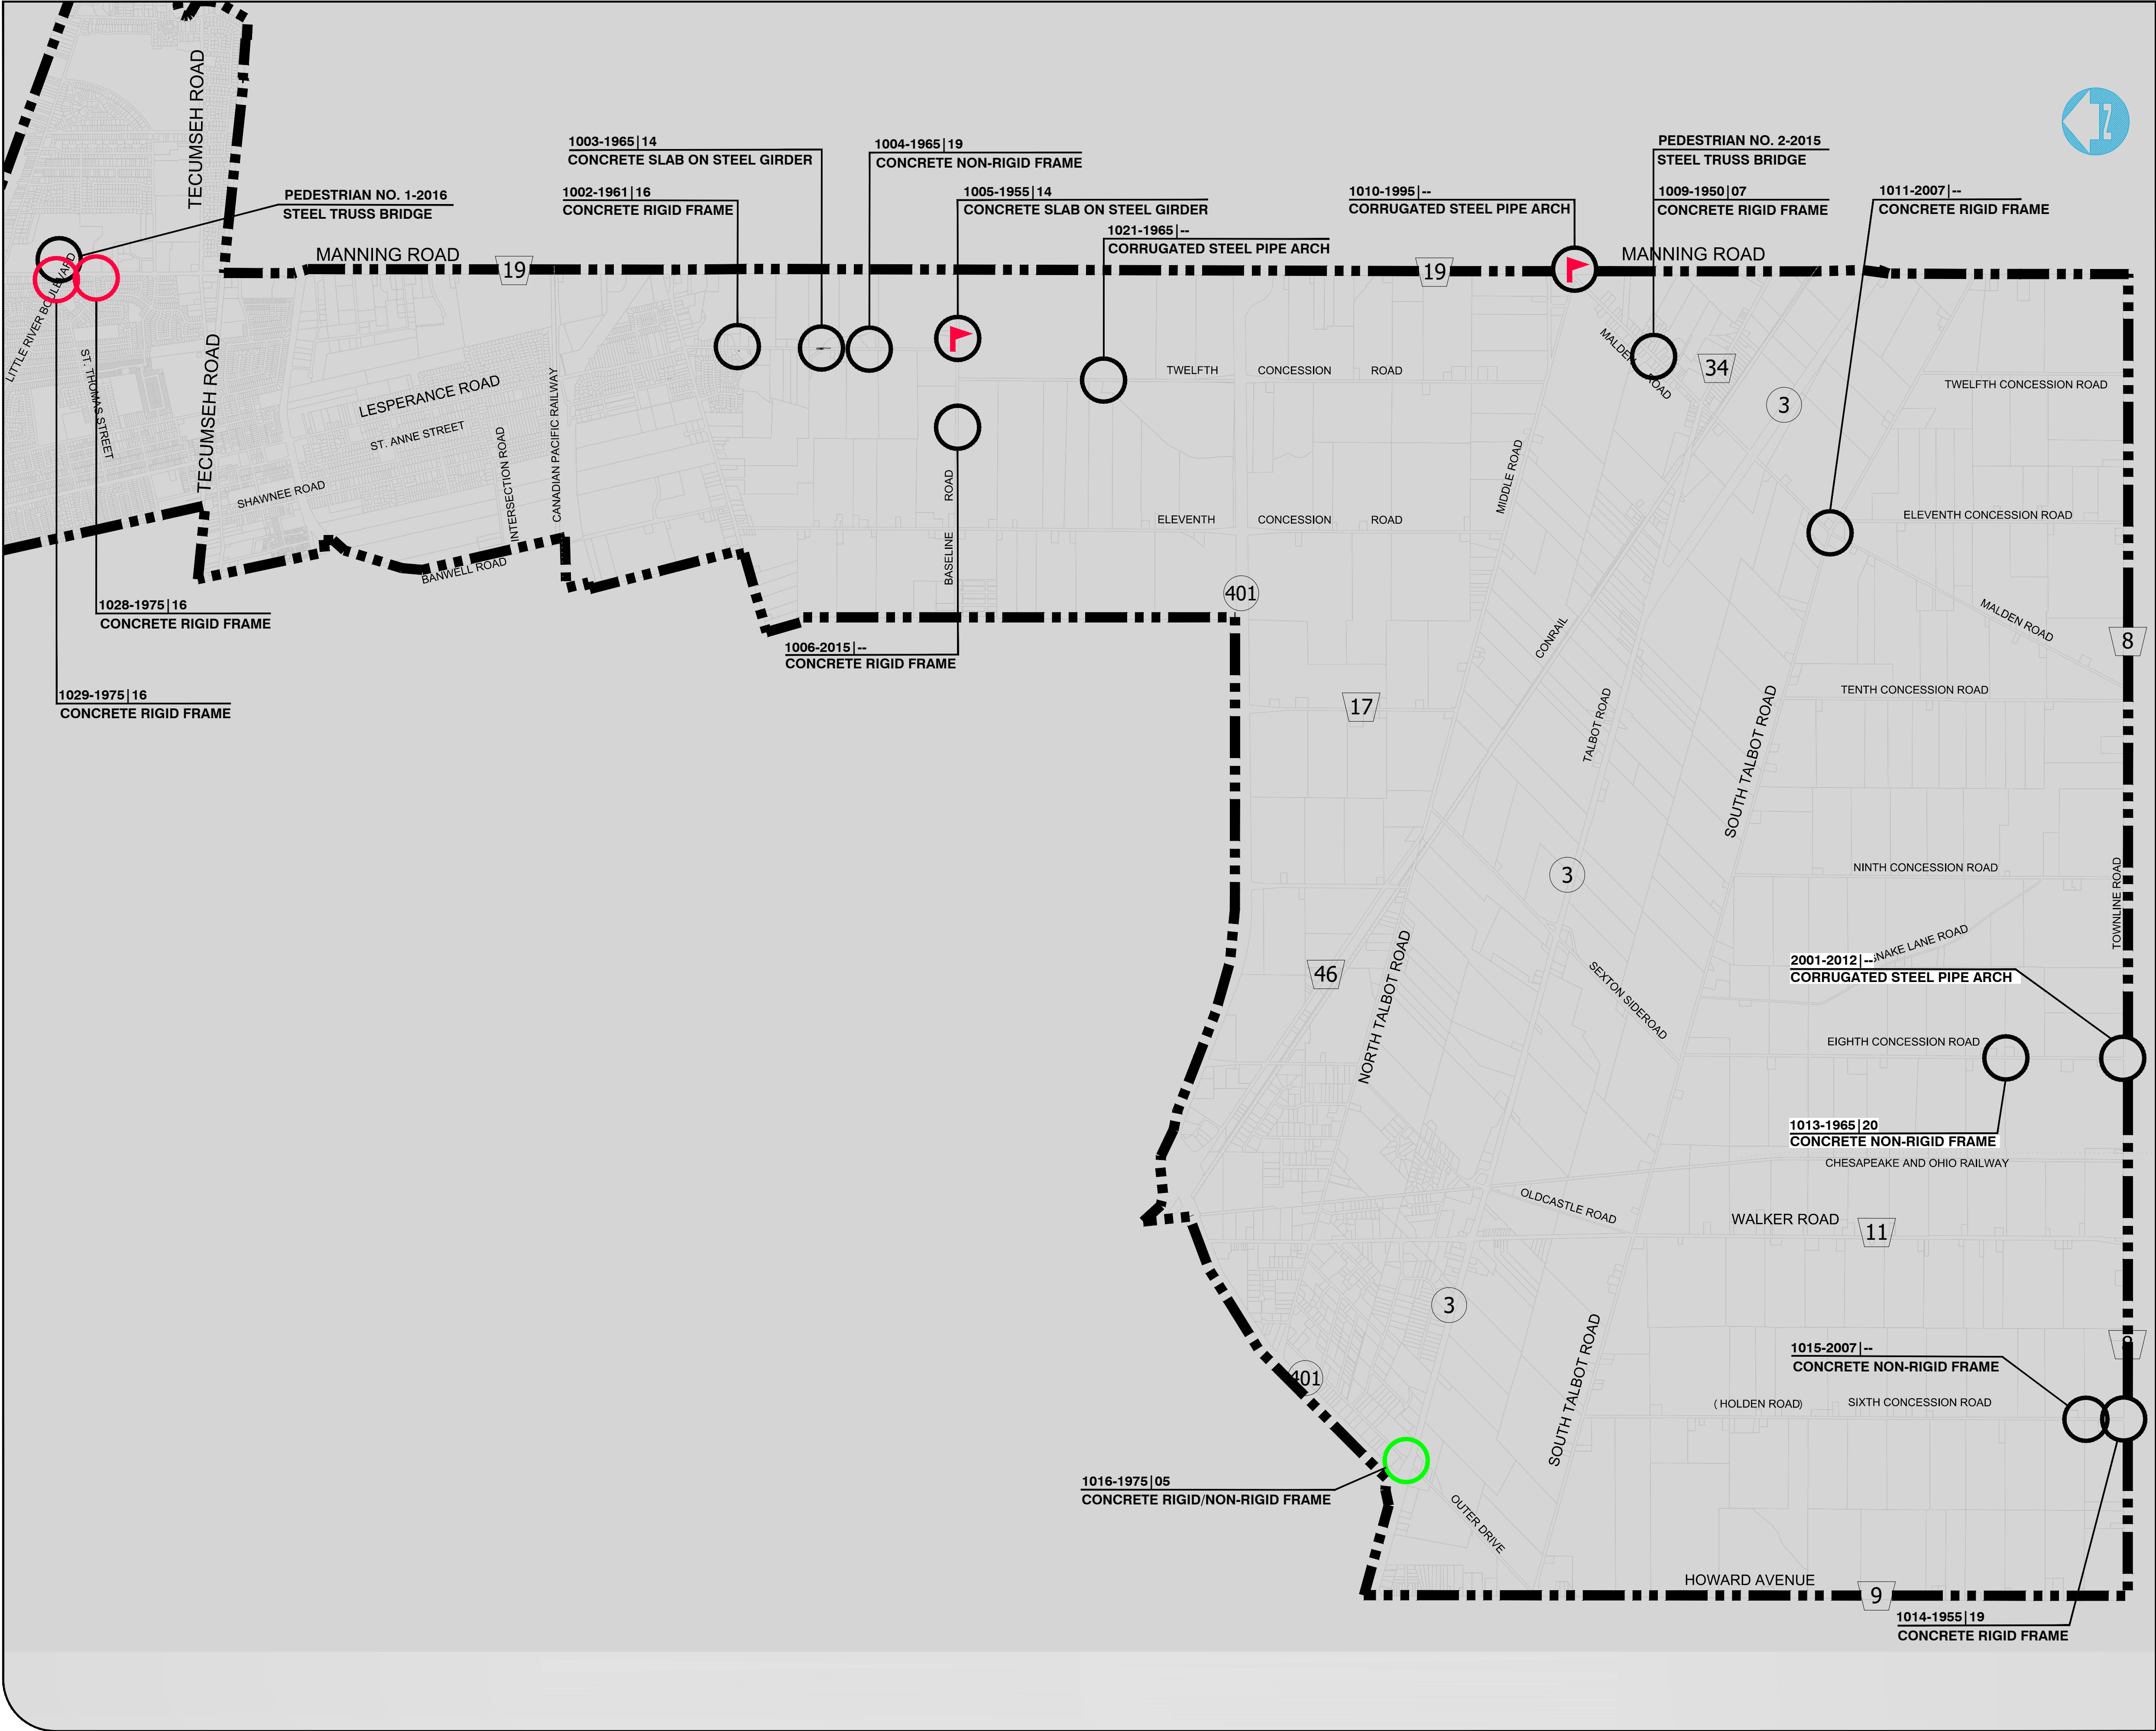 TECUMSEH ROAD
1003-1965|14
CONCRETE SLAB ON STEEL GIRDER
1004-1965|19
CONCRETE NON-RIGID FRAME
PEDESTRIAN NO. 2-2015
STEEL TRUSS BRIDGE
PEDESTRIAN NO. 1-2016
STEEL TRUSS BRIDGE
1002-1961|16
CONCRETE RIGID FRAME
1005-1955|14
CONCRETE SLAB ON STEEL GIRDER
1010-1995|--
CORRUGATED STEEL PIPE ARCH
1009-1950|07
CONCRETE RIGID FRAME
1011-2007|--
CONCRETE RIGID FRAME
1021-1965|--
CORRUGATED STEEL PIPE ARCH
N
MANNING ROAD
19
19
MANNING ROAD
LITTLE RIVER BOULEVARD
ST. THOMAS STREET
TECUMSEH ROAD
LESPERANCE ROAD
ST. ANNE STREET
SHAWNEE ROAD
INTERSECTION ROAD
CANADIAN PACIFIC RAILWAY
BANWELL ROAD
TWELFTH CONCESSION ROAD
MALDEN ROAD
34
3
TWELFTH CONCESSION ROAD
BASELINE ROAD
ELEVENTH CONCESSION ROAD
MIDDLE ROAD
ELEVENTH CONCESSION ROAD
401
1028-1975|16
CONCRETE RIGID FRAME
1006-2015|--
CONCRETE RIGID FRAME
1029-1975|16
CONCRETE RIGID FRAME
CONRAIL
MALDEN ROAD
8
17
TALBOT ROAD
SOUTH TALBOT ROAD
TENTH CONCESSION ROAD
3
NINTH CONCESSION ROAD
TOWNLINE ROAD
46
NORTH TALBOT ROAD
SEXTON SIDEROAD
SNAKE LANE ROAD
2001-2012|--
CORRUGATED STEEL PIPE ARCH
EIGHTH CONCESSION ROAD
1013-1965|20
CONCRETE NON-RIGID FRAME
CHESAPEAKE AND OHIO RAILWAY
OLDCASTLE ROAD
WALKER ROAD
11
3
401
SOUTH TALBOT ROAD
1015-2007|--
CONCRETE NON-RIGID FRAME
8
(HOLDEN ROAD)
SIXTH CONCESSION ROAD
1016-1975|05
CONCRETE RIGID/NON-RIGID FRAME
OUTER DRIVE
HOWARD AVENUE
9
1014-1955|19
CONCRETE RIGID FRAME